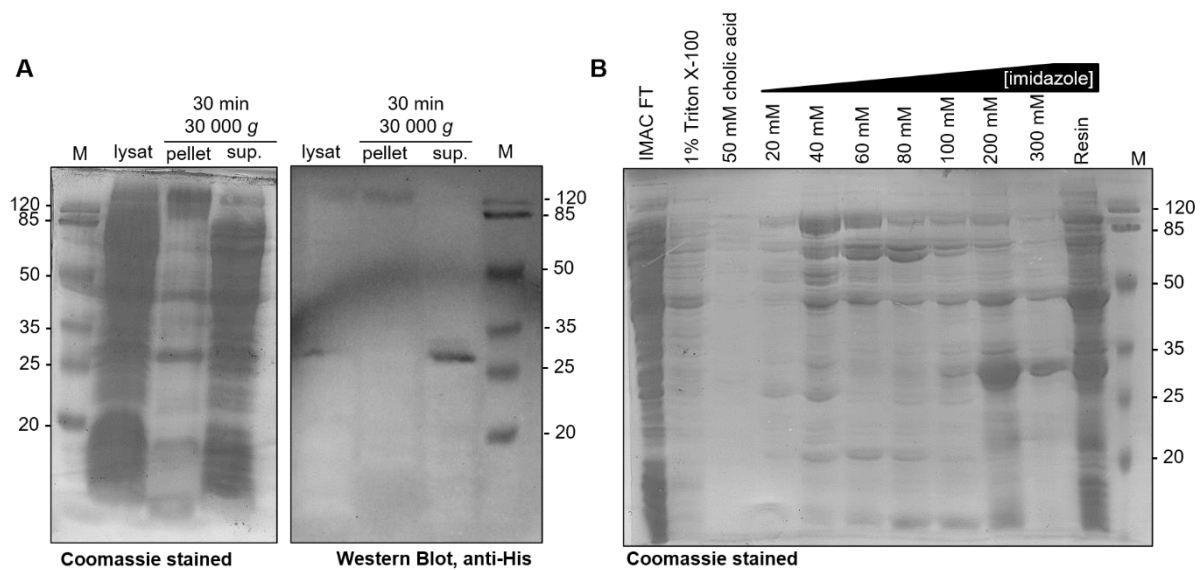 A
30 min
30 000 g
M lysat pellet sup.
120
85
50
35
25
20
Coomassie stained
30 min
30 000 g
lysat pellet sup. M
120
85
50
35
25
20
Western Blot, anti-His
B
[imidazole]
IMAC FT
1% Triton X-100
50 mM cholic acid
20 mM
40 mM
60 mM
80 mM
100 mM
200 mM
300 mM
Resin
M
120
85
50
35
25
20
Coomassie stained